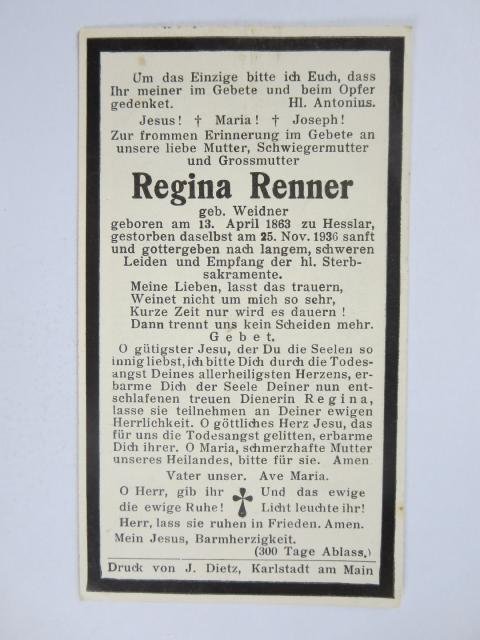 Um das Einzige bitte ich Euch, dass
Ihr meiner im Gebete und beim Opfer
gedenket. Hl. Antonius.
Jesus! † Maria! † Joseph!
Zur frommen Erinnerung im Gebete an
unsere liebe Mutter, Schwiegermutter
und Grossmutter
Regina Renner
geb. Weidner
geboren am 13. April 1863 zu Hesslar,
gestorben daselbst am 25. Nov. 1936 sanft
und gottergeben nach langem, schweren
Leiden und Empfang der hl. Sterb-
sakramente.
Meine Lieben, lasst das trauern,
Weinet nicht um mich so sehr,
Kurze Zeit nur wird es dauern!
Dann trennt uns kein Scheiden mehr.
Gebet.
O gütigster Jesu, der Du die Seelen so
innig liebst, ich bitte Dich durch die Todes-
angst Deines allerheiligsten Herzens, er-
barme Dich der Seele Deiner nun ent-
schlafenen treuen Dienerin Regina,
lasse sie teilnehmen an Deiner ewigen
Herrlichkeit. O göttliches Herz Jesu, das
für uns die Todesangst gelitten, erbarme
Dich ihrer. O Maria, schmerzhafte Mutter
unseres Heilandes, bitte für sie. Amen
Vater unser. Ave Maria.
O Herr, gib ihr † Und das ewige
die ewige Ruhe! Licht leuchte ihr!
Herr, lass sie ruhen in Frieden. Amen.
Mein Jesus, Barmherzigkeit.
(300 Tage Ablass.)
Druck von J. Dietz, Karlstadt am Main